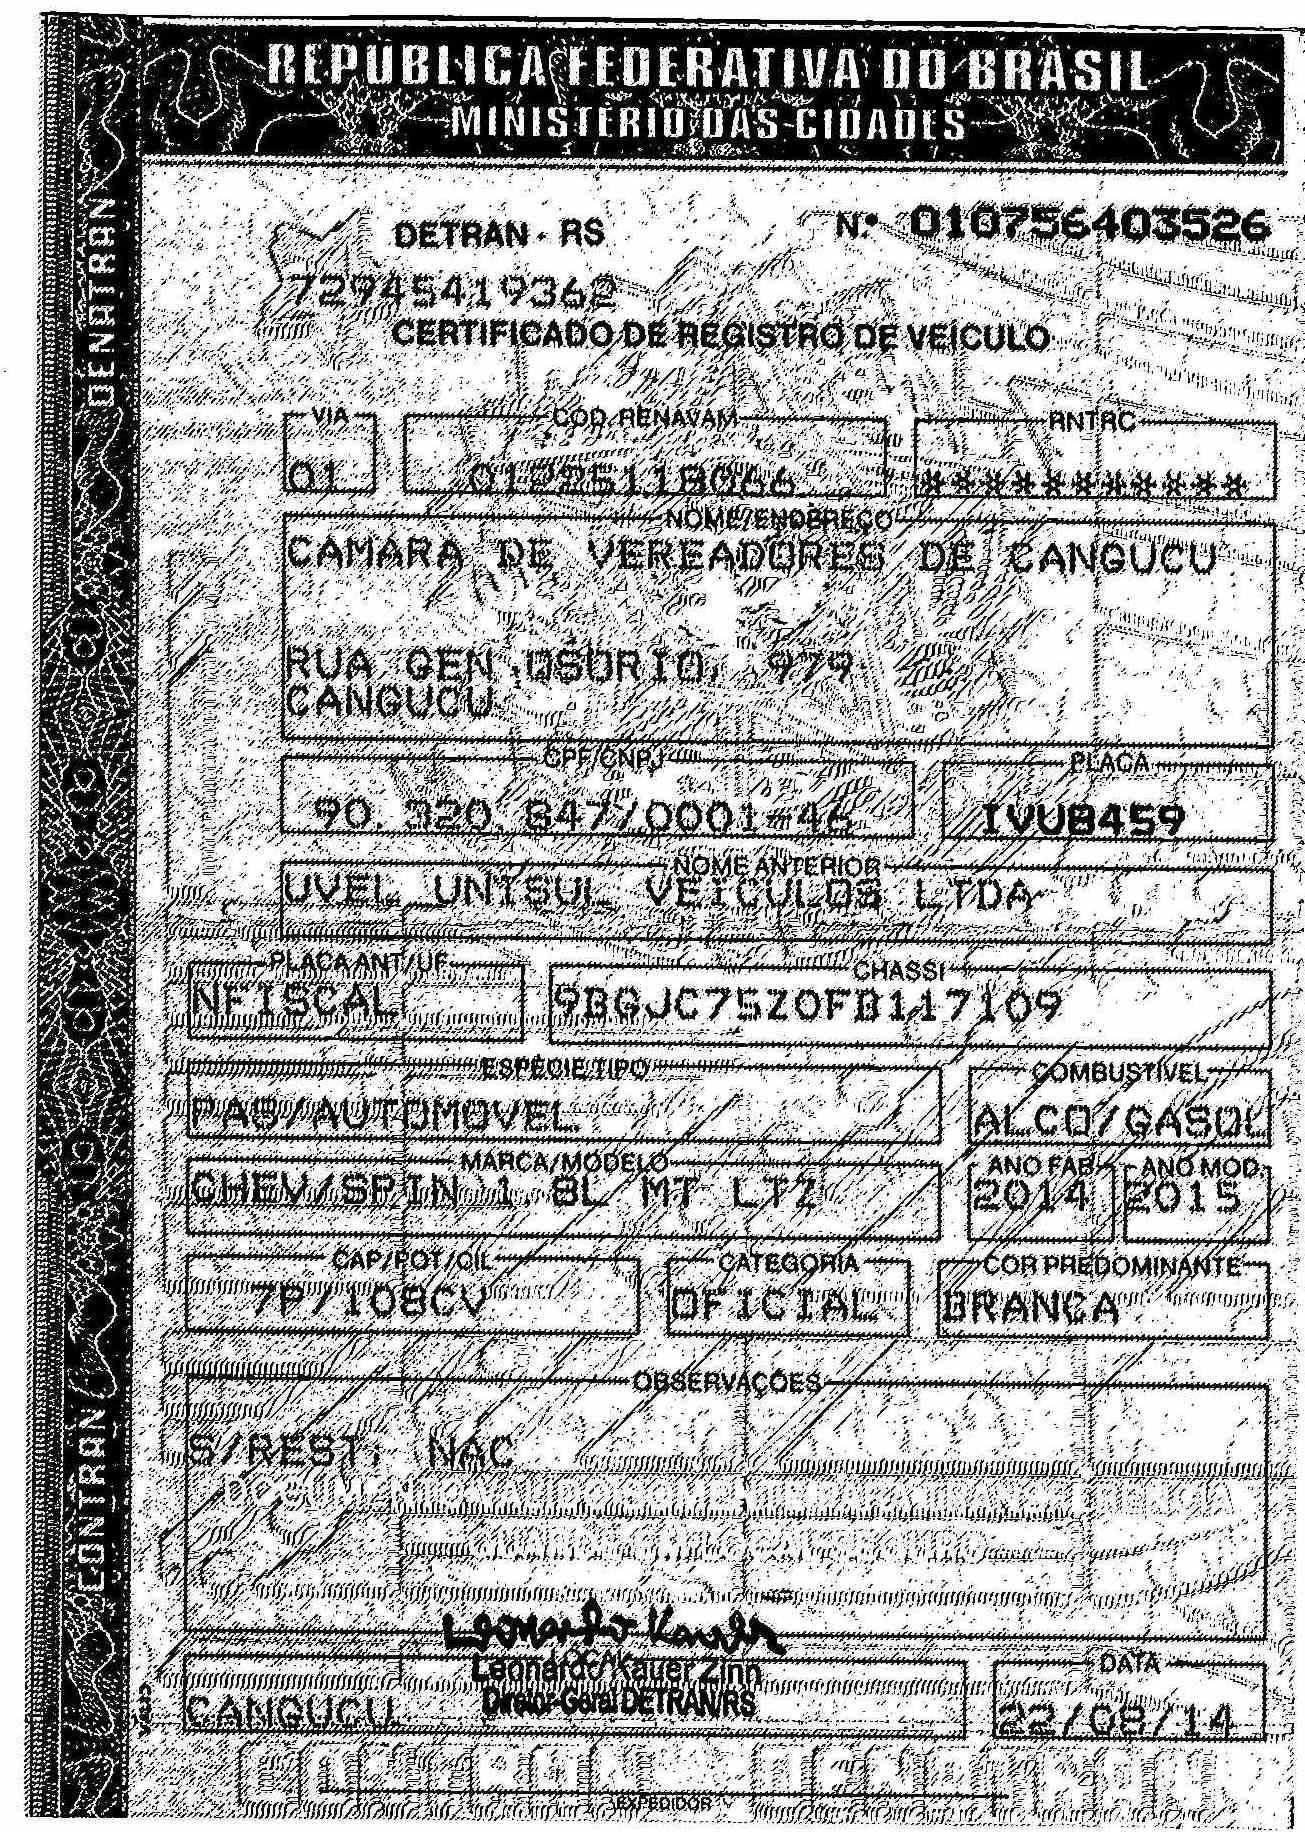 REPÚBLICA FEDERATIVA DO BRASIL
MINISTÉRIO DAS CIDADES
DENATRAN
CONTRAN
DETRAN - RS
Nº 010756403526
72945419362
CERTIFICADO DE REGISTRO DE VEÍCULO
VIA
COD. RENAVAM
RNTRC
01
***********
NOME/ENDEREÇO
CAMARA DE VEREADORES DE CANGUCU
RUA GEN OSORIO, 979
CANGUCU
CPF/CNPJ
PLACA
90.320.847/0001-46
IVU8459
NOME ANTERIOR
UVEL UNISUL VEICULOS LTDA
PLACA ANT/UF
CHASSI
NFISCAL
9BGJC75Z0FB117109
ESPÉCIE TIPO
COMBUSTÍVEL
PAS/AUTOMOVEL
ALCO/GASOL
MARCA/MODELO
ANO FAB
ANO MOD
CHEV/SPIN 1.8L MT LTZ
2014
2015
CAP/POT/CIL
CATEGORIA
COR PREDOMINANTE
7P/108CV
OFICIAL
BRANCA
OBSERVAÇÕES
S/REST. NAC
Leonardo Kauer
LOCAL
Leonardo Kauer Zinn
Diretor-Geral DETRAN/RS
DATA
CANGUCU
22/08/14
EXPEDIDOR